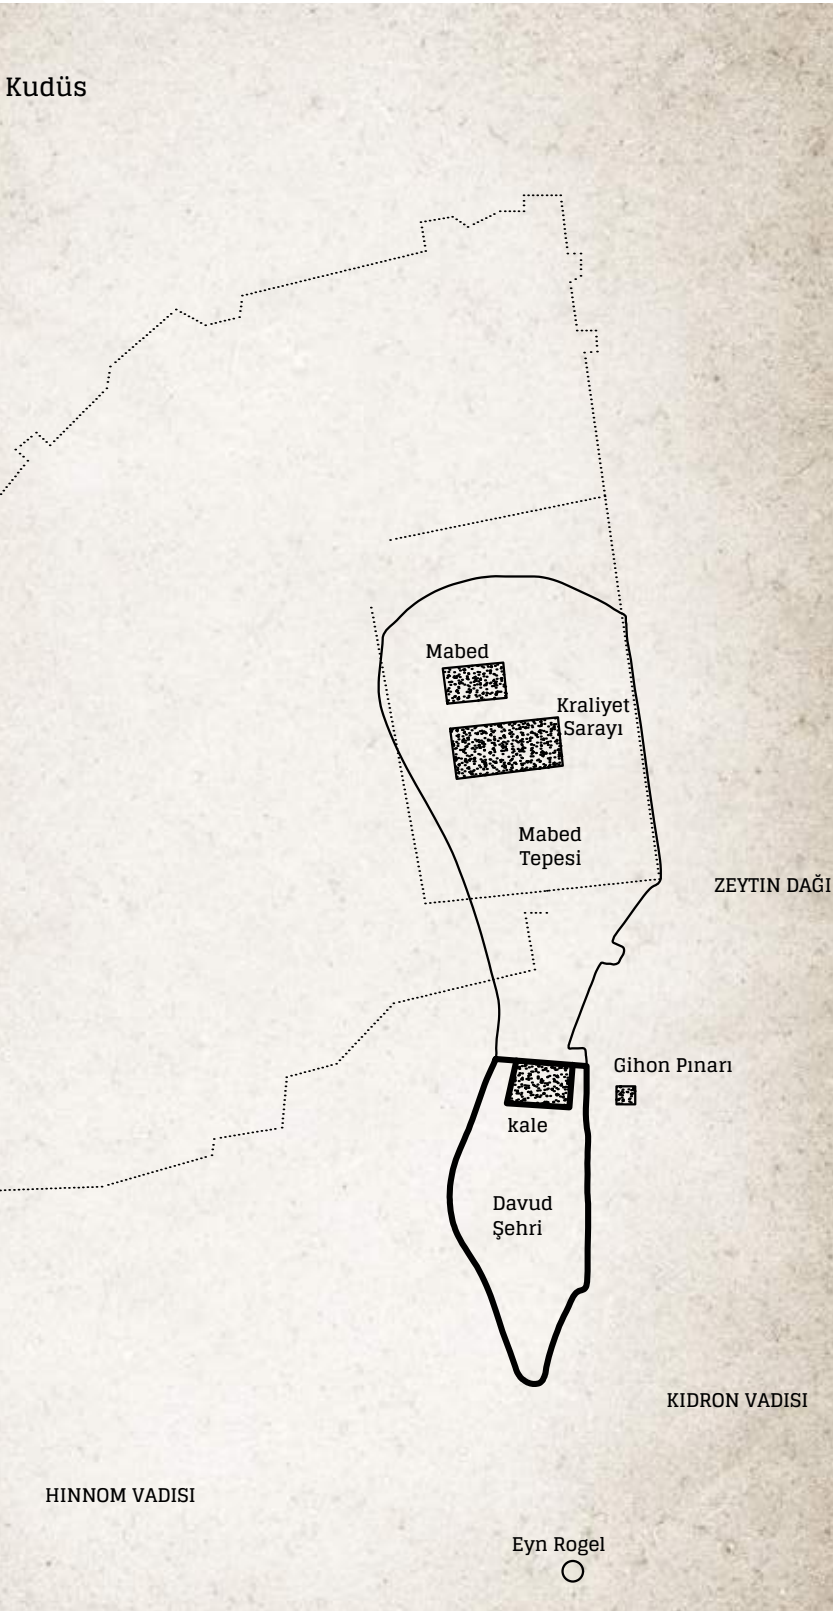 Kudüs
Mabed
Kraliyet
Sarayı
Mabed
Tepesi
ZEYTIN DAĞI
Gihon Pınarı
kale
Davud
Şehri
KIDRON VADISI
HINNOM VADISI
Eyn Rogel